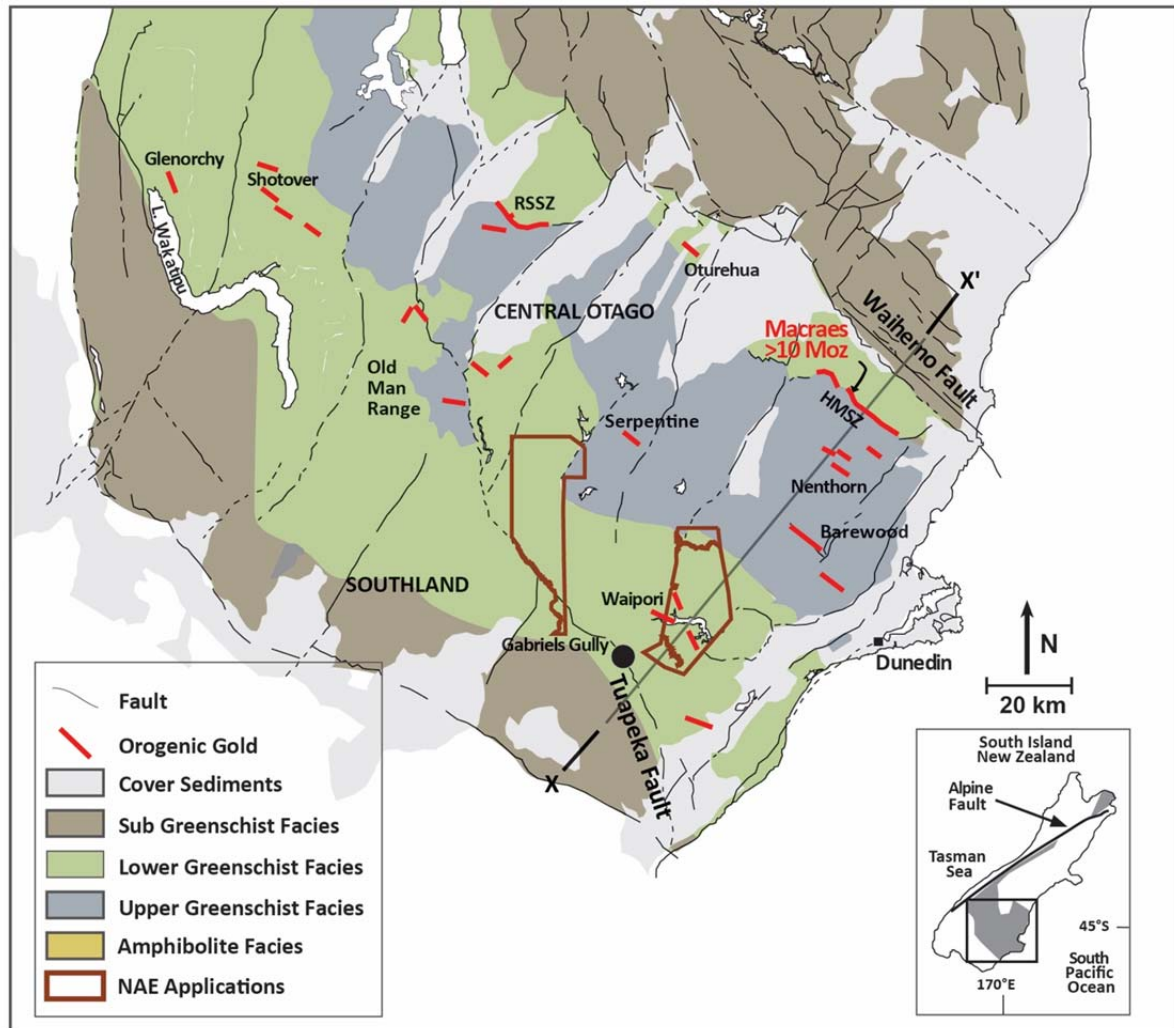 Glenorchy
Shotover
L. Wakatipu
RSSZ
Oturehua
X'
CENTRAL OTAGO
Waiherno Fault
Macraes
>10 Moz
HMSZ
Old
Man
Range
Serpentine
Nenthorn
Barewood
SOUTHLAND
Waipori
Gabriels Gully
Dunedin
Tuapeka Fault
X
N
20 km
Fault
Orogenic Gold
Cover Sediments
Sub Greenschist Facies
Lower Greenschist Facies
Upper Greenschist Facies
Amphibolite Facies
NAE Applications
South Island
New Zealand
Alpine
Fault
Tasman
Sea
45°S
South
Pacific
Ocean
170°E